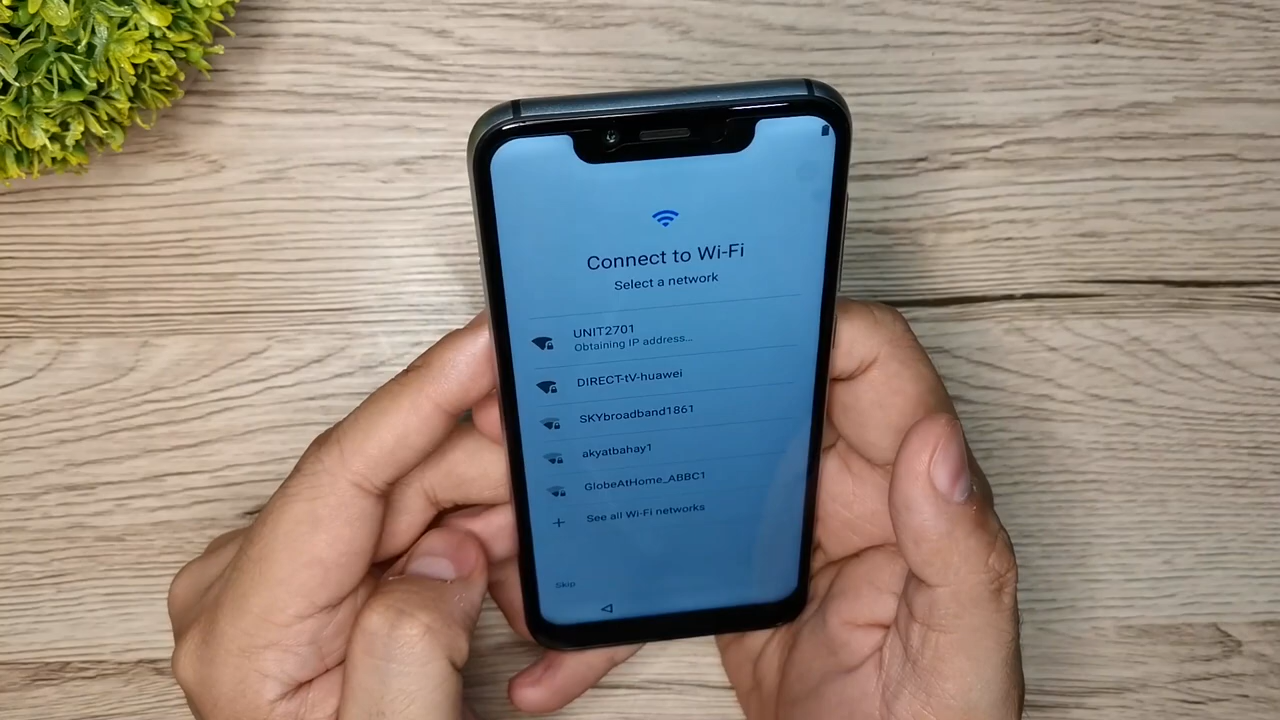 Connect to Wi-Fi
Select a network
UNIT2701
Obtaining IP address...
DIRECT-tV-huawei
SKYbroadband1861
akyatbahay1
GlobeAtHome_ABBC1
See all Wi-Fi networks
Skip